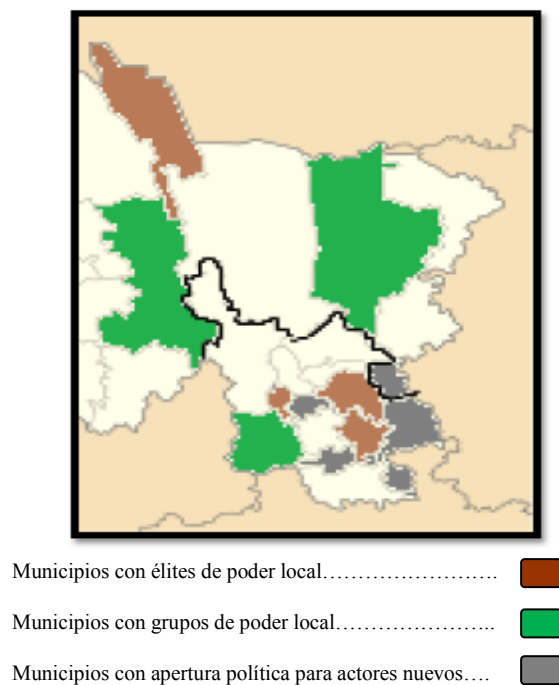 Municipios con élites de poder local…………………….
Municipios con grupos de poder local…………………..
Municipios con apertura política para actores nuevos….